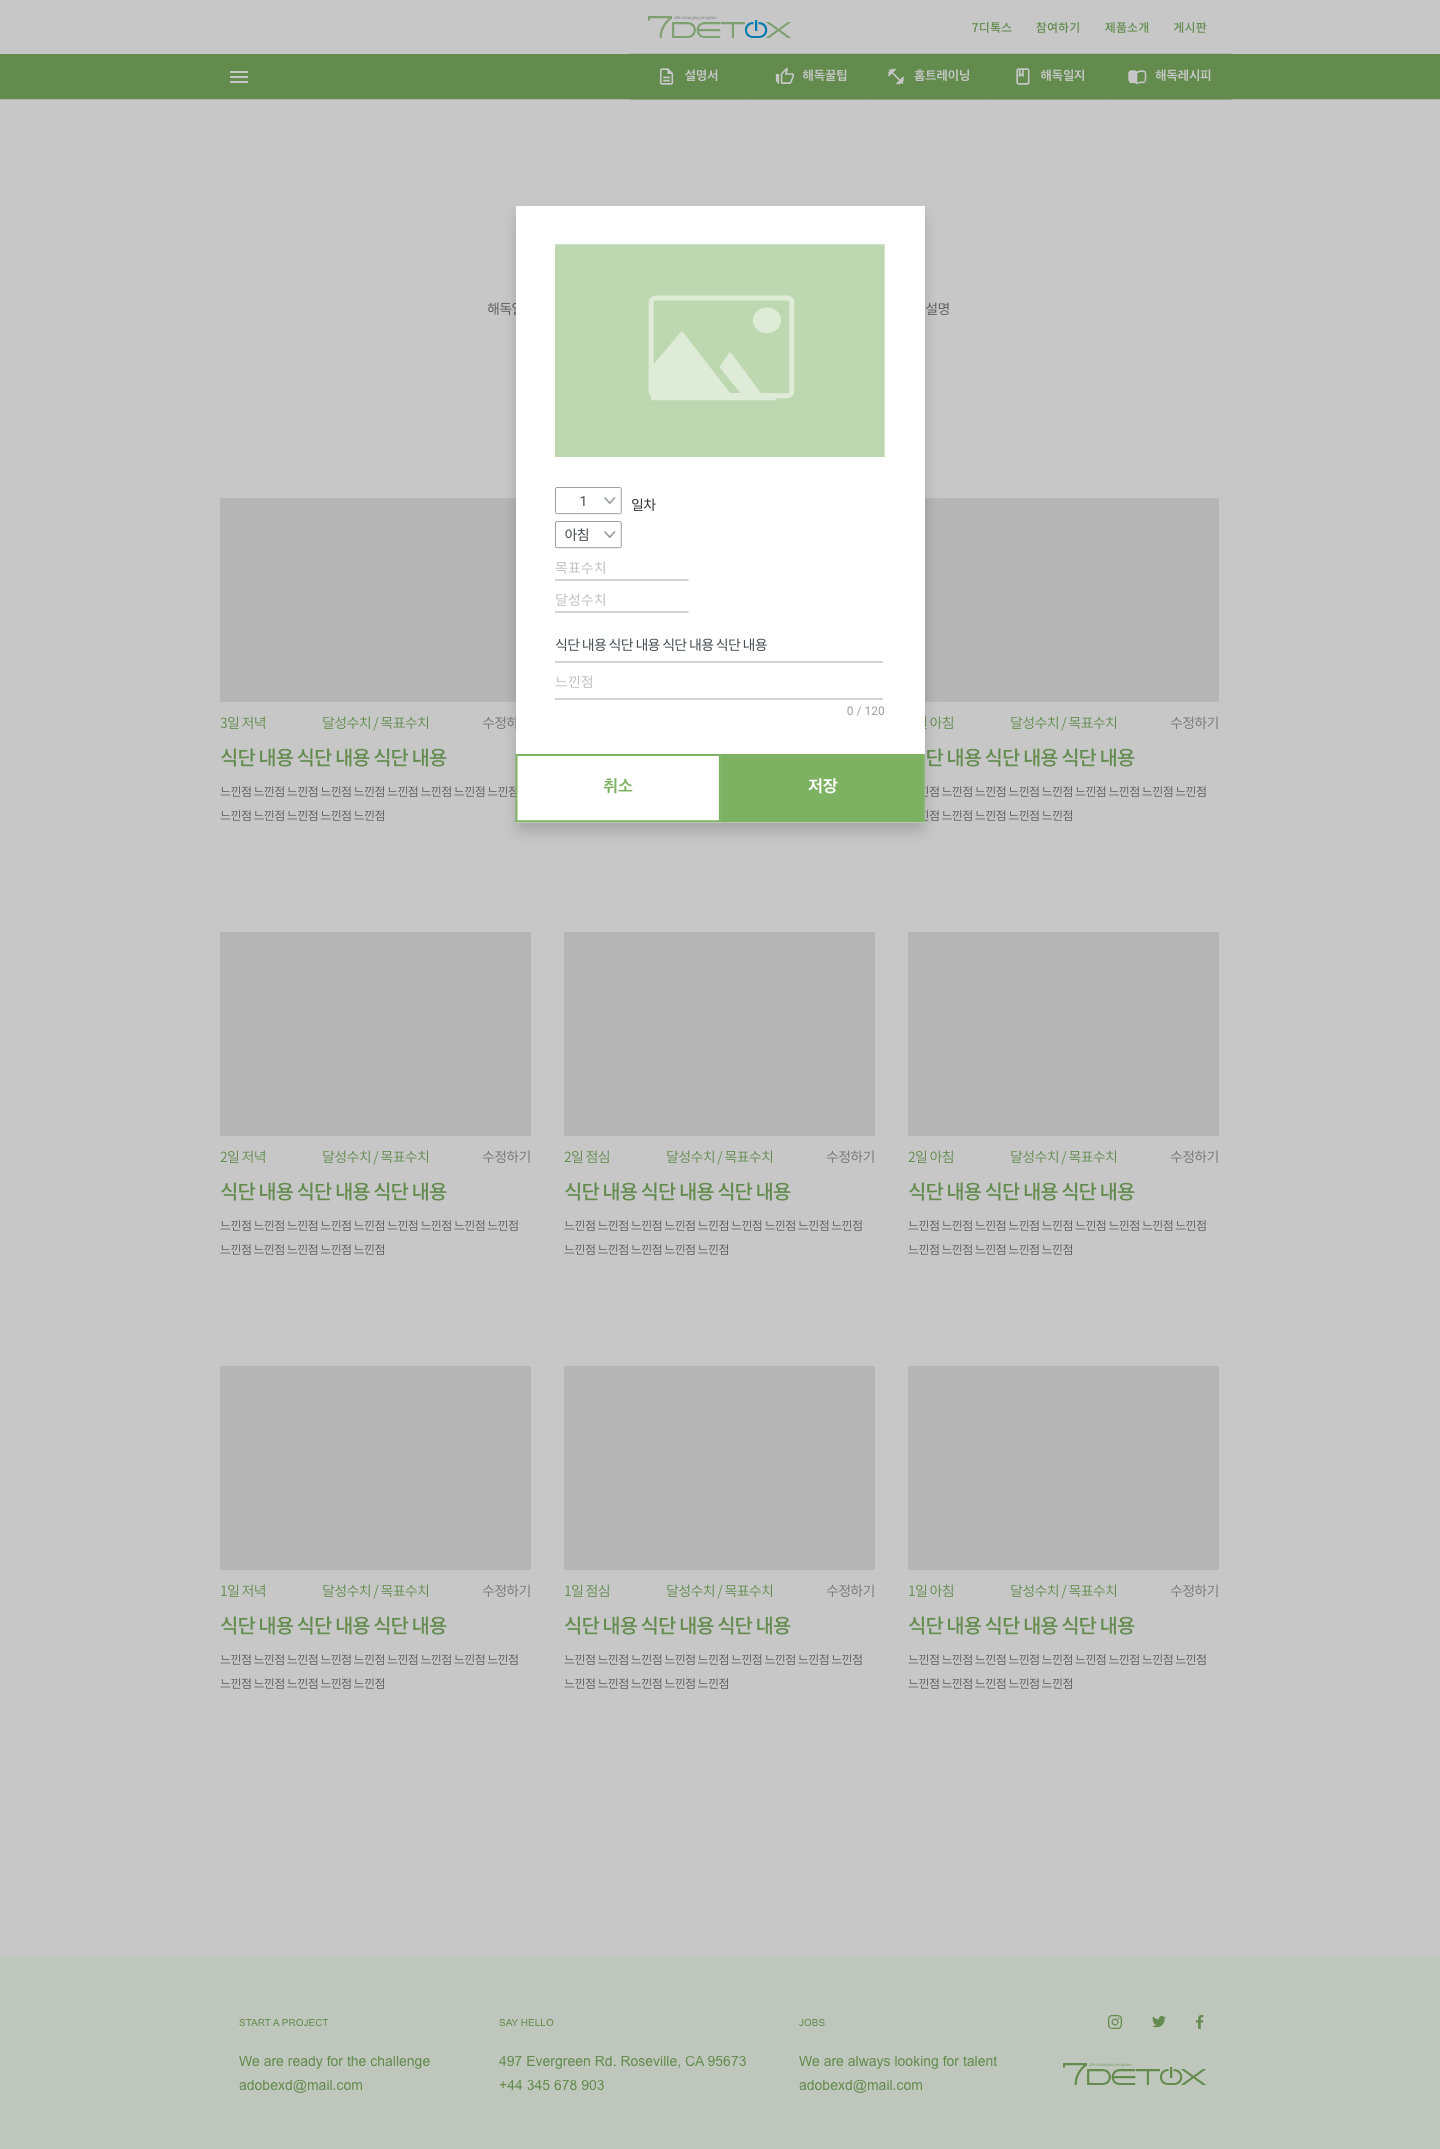 7DETOX
7디톡스 참여하기 제품소개 게시판
설명서 해독꿀팁 홈트레이닝 해독일지 해독레시피
설명
1 일차
아침
목표수치
달성수치
식단 내용 식단 내용 식단 내용 식단 내용
느낀점
0 / 120
취소 저장
3일 저녁 달성수치 / 목표수치
식단 내용 식단 내용 식단 내용
느낀점 느낀점 느낀점 느낀점 느낀점 느낀점 느낀점 느낀점 느낀점
느낀점 느낀점 느낀점 느낀점 느낀점
아침 달성수치 / 목표수치 수정하기
내용 식단 내용 식단 내용
느낀점 느낀점 느낀점 느낀점 느낀점 느낀점 느낀점 느낀점
느낀점 느낀점 느낀점 느낀점
2일 저녁 달성수치 / 목표수치 수정하기
식단 내용 식단 내용 식단 내용
느낀점 느낀점 느낀점 느낀점 느낀점 느낀점 느낀점 느낀점 느낀점
느낀점 느낀점 느낀점 느낀점 느낀점
2일 점심 달성수치 / 목표수치 수정하기
식단 내용 식단 내용 식단 내용
느낀점 느낀점 느낀점 느낀점 느낀점 느낀점 느낀점 느낀점 느낀점
느낀점 느낀점 느낀점 느낀점 느낀점
2일 아침 달성수치 / 목표수치 수정하기
식단 내용 식단 내용 식단 내용
느낀점 느낀점 느낀점 느낀점 느낀점 느낀점 느낀점 느낀점 느낀점
느낀점 느낀점 느낀점 느낀점 느낀점
1일 저녁 달성수치 / 목표수치 수정하기
식단 내용 식단 내용 식단 내용
느낀점 느낀점 느낀점 느낀점 느낀점 느낀점 느낀점 느낀점 느낀점
느낀점 느낀점 느낀점 느낀점 느낀점
1일 점심 달성수치 / 목표수치 수정하기
식단 내용 식단 내용 식단 내용
느낀점 느낀점 느낀점 느낀점 느낀점 느낀점 느낀점 느낀점 느낀점
느낀점 느낀점 느낀점 느낀점 느낀점
1일 아침 달성수치 / 목표수치 수정하기
식단 내용 식단 내용 식단 내용
느낀점 느낀점 느낀점 느낀점 느낀점 느낀점 느낀점 느낀점 느낀점
느낀점 느낀점 느낀점 느낀점 느낀점
START A PROJECT
We are ready for the challenge
adobexd@mail.com
SAY HELLO
497 Evergreen Rd. Roseville, CA 95673
+44 345 678 903
JOBS
We are always looking for talent
adobexd@mail.com
7DETOX